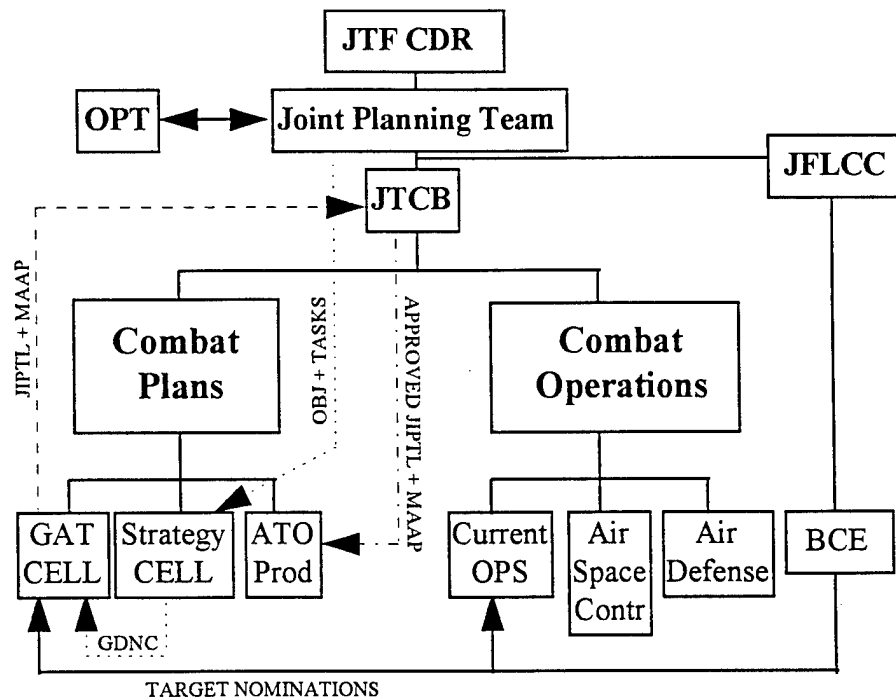 JTF CDR
OPT
Joint Planning Team
JFLCC
JTCB
JIPTL + MAAP
OBJ + TASKS
APPROVED JIPTL + MAAP
Combat
Plans
Combat
Operations
GAT
CELL
Strategy
CELL
ATO
Prod
Current
OPS
Air
Space
Contr
Air
Defense
BCE
GDNC
TARGET NOMINATIONS